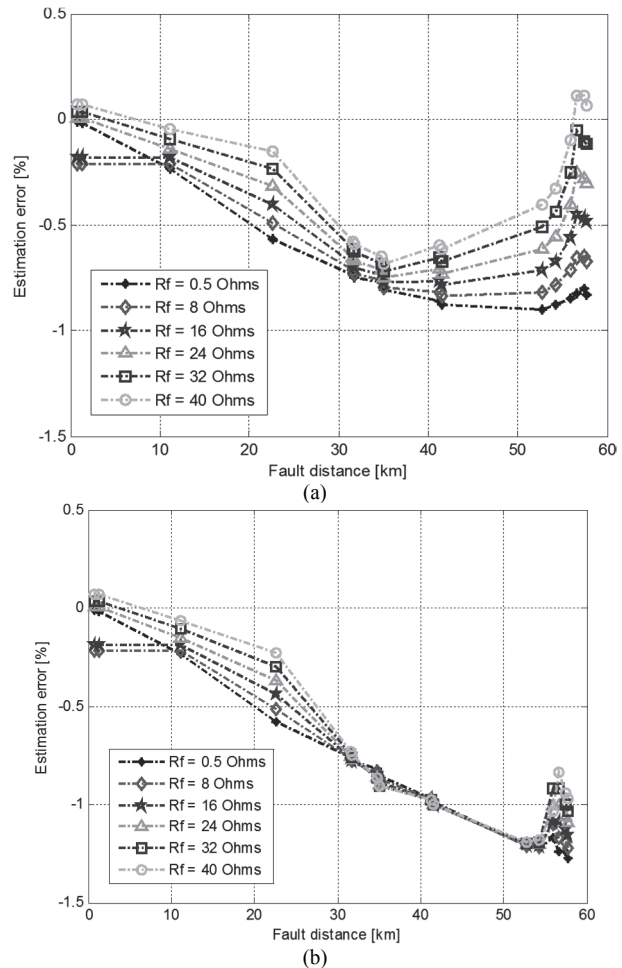 0.5
0
-0.5
-1
-1.5
Estimation error [%]
Rf = 0.5 Ohms
Rf = 8 Ohms
Rf = 16 Ohms
Rf = 24 Ohms
Rf = 32 Ohms
Rf = 40 Ohms
0 10 20 30 40 50 60
Fault distance [km]
(a)
0.5
0
-0.5
-1
-1.5
Estimation error [%]
Rf = 0.5 Ohms
Rf = 8 Ohms
Rf = 16 Ohms
Rf = 24 Ohms
Rf = 32 Ohms
Rf = 40 Ohms
0 10 20 30 40 50 60
Fault distance [km]
(b)